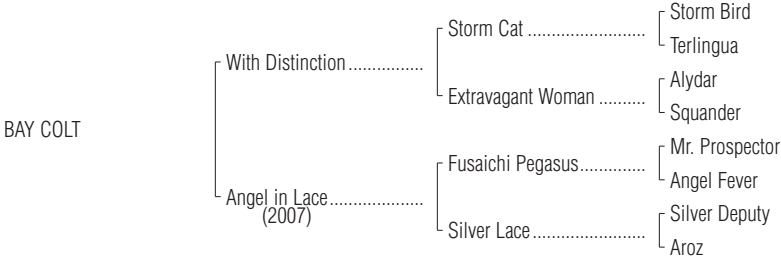 Storm Bird
Storm Cat ........................
Terlingua
With Distinction ................
Alydar
Extravagant Woman ..........
Squander
BAY COLT
Mr. Prospector
Fusaichi Pegasus..............
Angel Fever
Angel in Lace....................
(2007)
Silver Deputy
Silver Lace ........................
Aroz